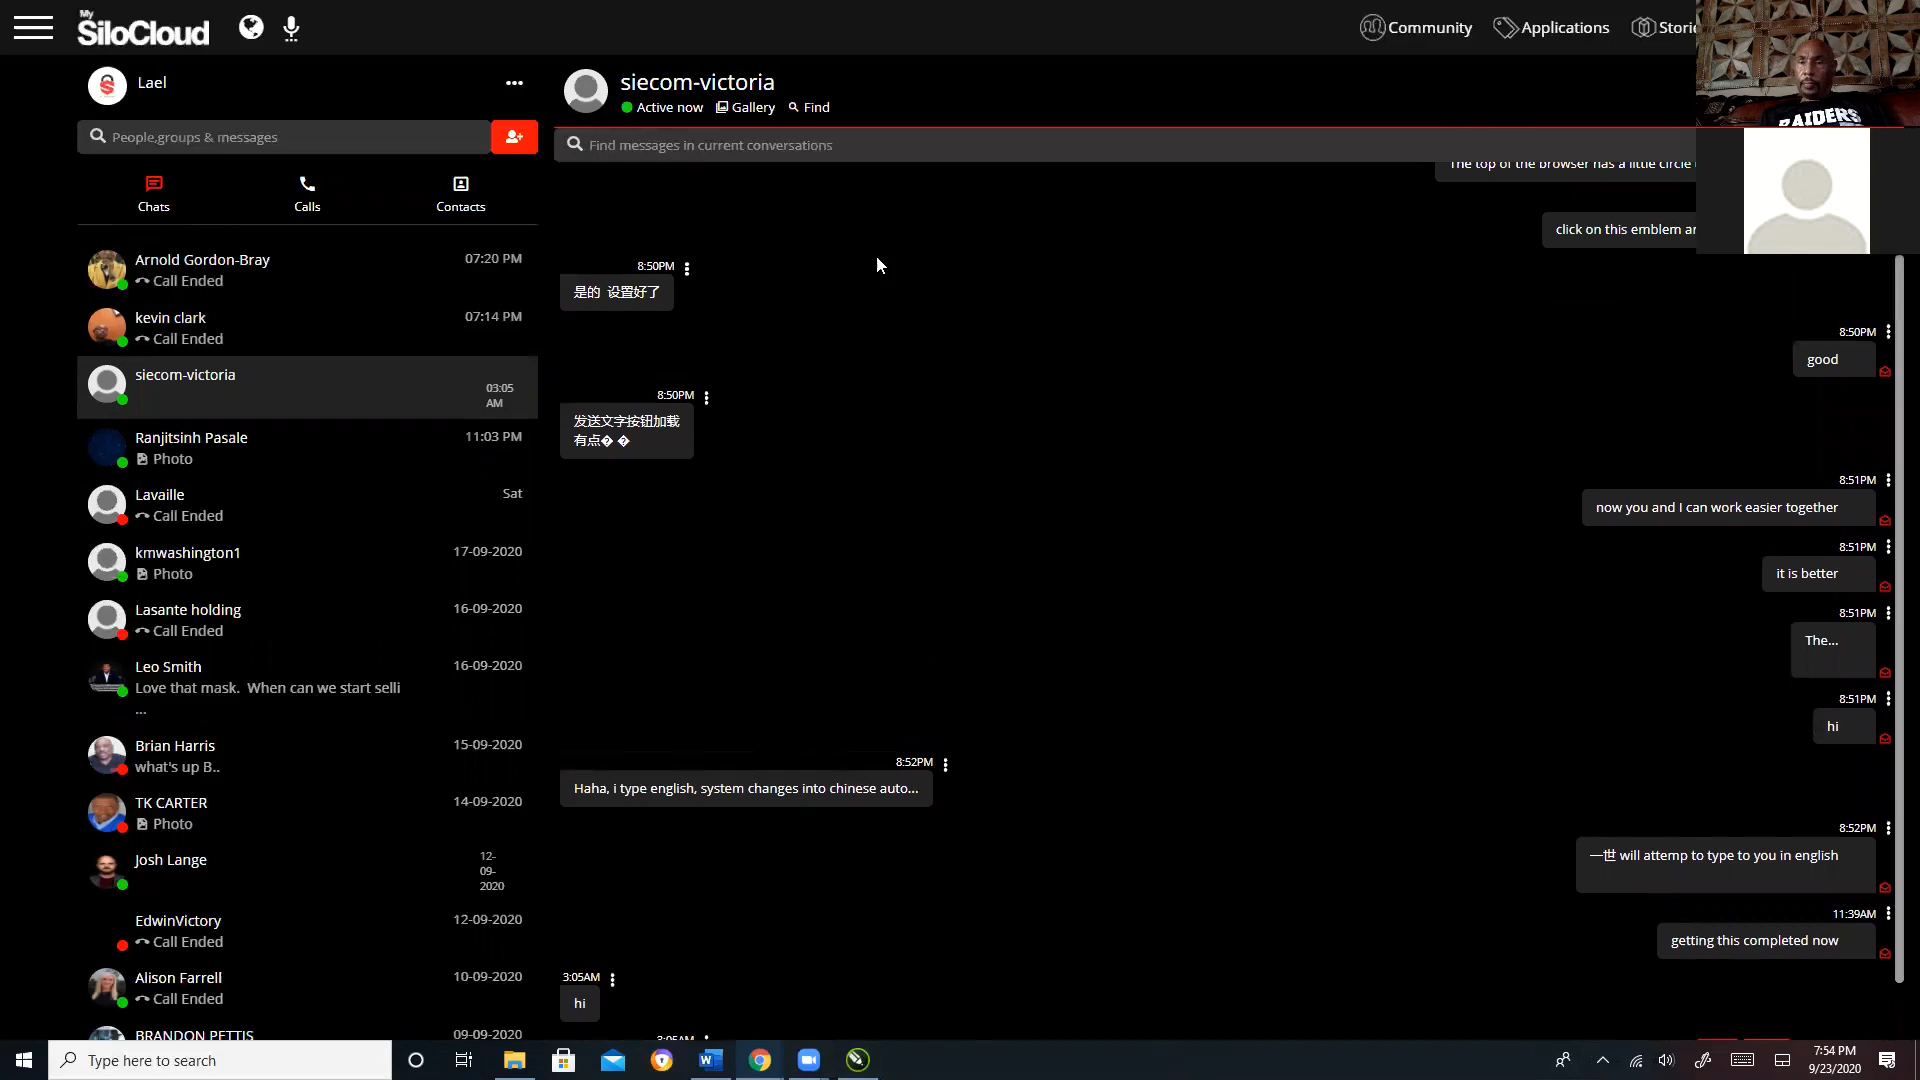 My
SiloCloud
Community
Applications
Storie
RAIDERS
Lael
siecom-victoria
Active now
Gallery
Find
People,groups & messages
Find messages in current conversations
Chats
Calls
Contacts
Arnold Gordon-Bray
07:20 PM
Call Ended
kevin clark
07:14 PM
Call Ended
siecom-victoria
03:05
AM
Ranjitsinh Pasale
11:03 PM
Photo
Lavaille
Sat
Call Ended
kmwashington1
17-09-2020
Photo
Lasante holding
16-09-2020
Call Ended
Leo Smith
16-09-2020
Love that mask. When can we start selli
...
Brian Harris
15-09-2020
what's up B..
TK CARTER
14-09-2020
Photo
Josh Lange
12-
09-
2020
EdwinVictory
12-09-2020
Call Ended
Alison Farrell
10-09-2020
Call Ended
BRANDON PETTIS
09-09-2020
The top of the browser has a little circle
click on this emblem an
8:50PM
是的 设置好了
8:50PM
good
8:50PM
发送文字按钮加载
有点� �
8:51PM
now you and I can work easier together
8:51PM
it is better
8:51PM
The...
8:51PM
hi
8:52PM
Haha, i type english, system changes into chinese auto...
8:52PM
一世 will attemp to type to you in english
11:39AM
getting this completed now
3:05AM
hi
3:05AM
Type here to search
7:54 PM
9/23/2020